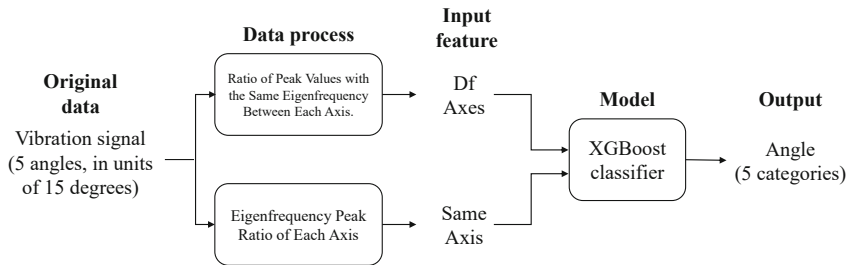 Original
data
Vibration signal
(5 angles, in units
of 15 degrees)
Data process
Ratio of Peak Values with
the Same Eigenfrequency
Between Each Axis.
Eigenfrequency Peak
Ratio of Each Axis
Input
feature
Df
Axes
Same
Axis
Model
XGBoost
classifier
Output
Angle
(5 categories)